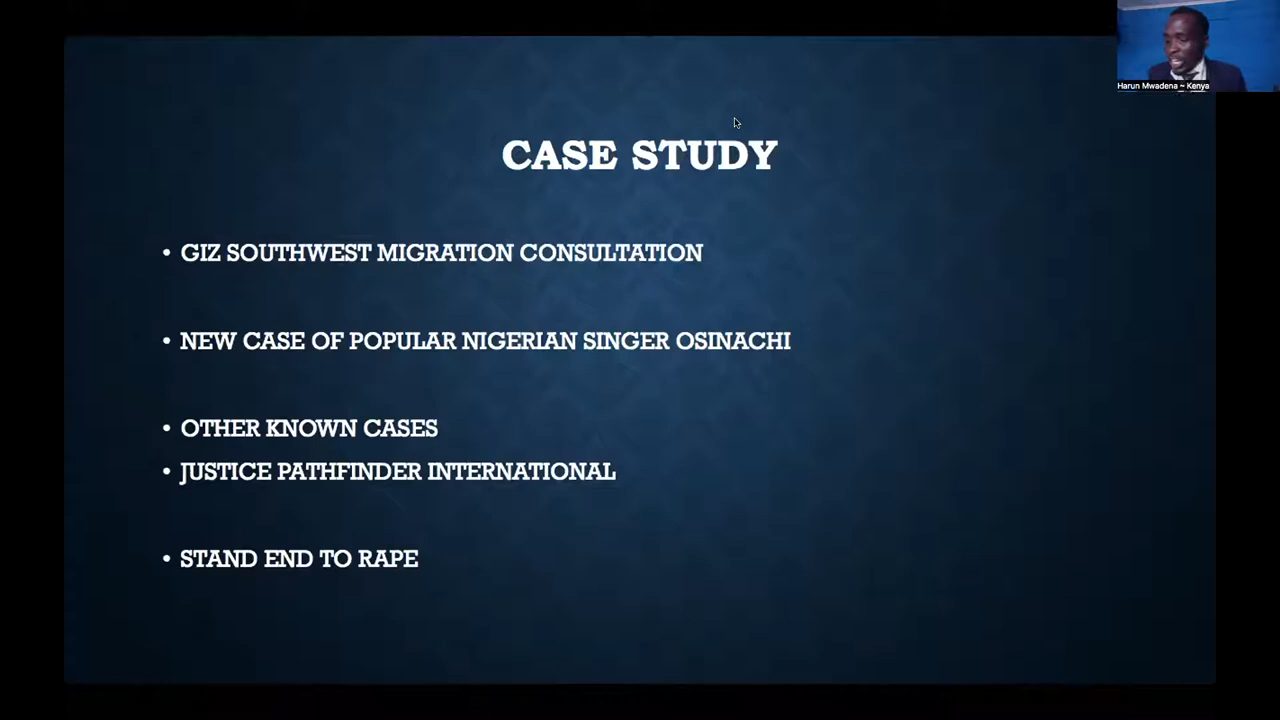 Harun Mwadena ~ Kenya
CASE STUDY
• GIZ SOUTHWEST MIGRATION CONSULTATION
• NEW CASE OF POPULAR NIGERIAN SINGER OSINACHI
• OTHER KNOWN CASES
• JUSTICE PATHFINDER INTERNATIONAL
• STAND END TO RAPE